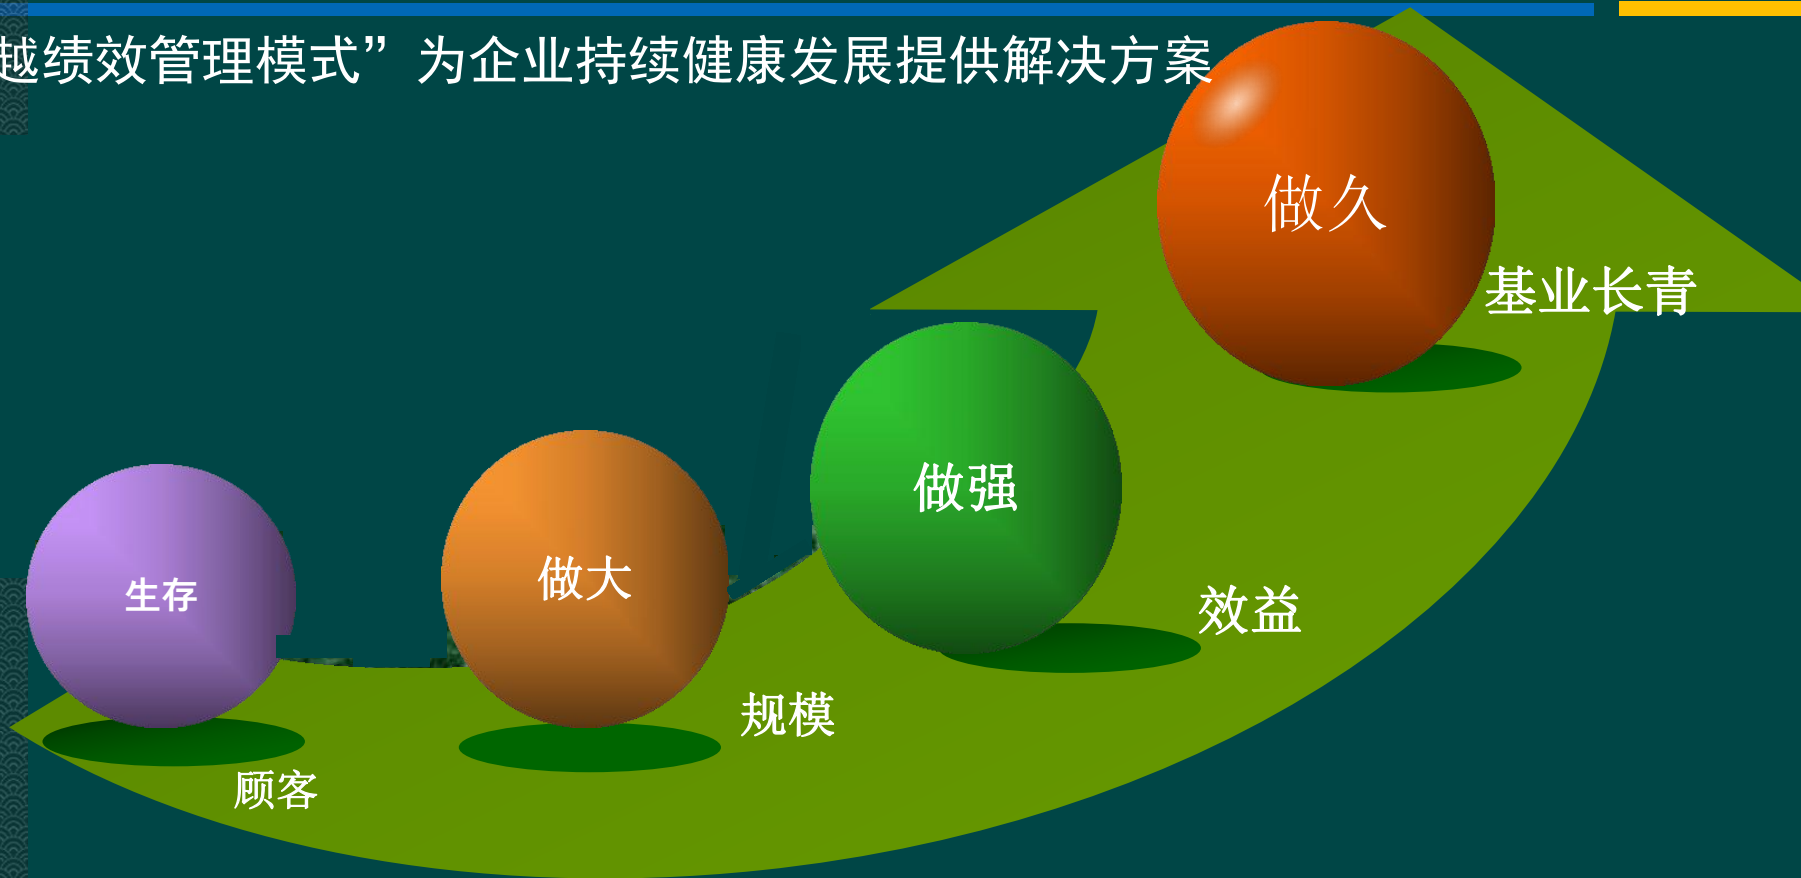 越绩效管理模式”为企业持续健康发展提供解决方案
做久
基业长青
做强
效益
做大
规模
生存
顾客